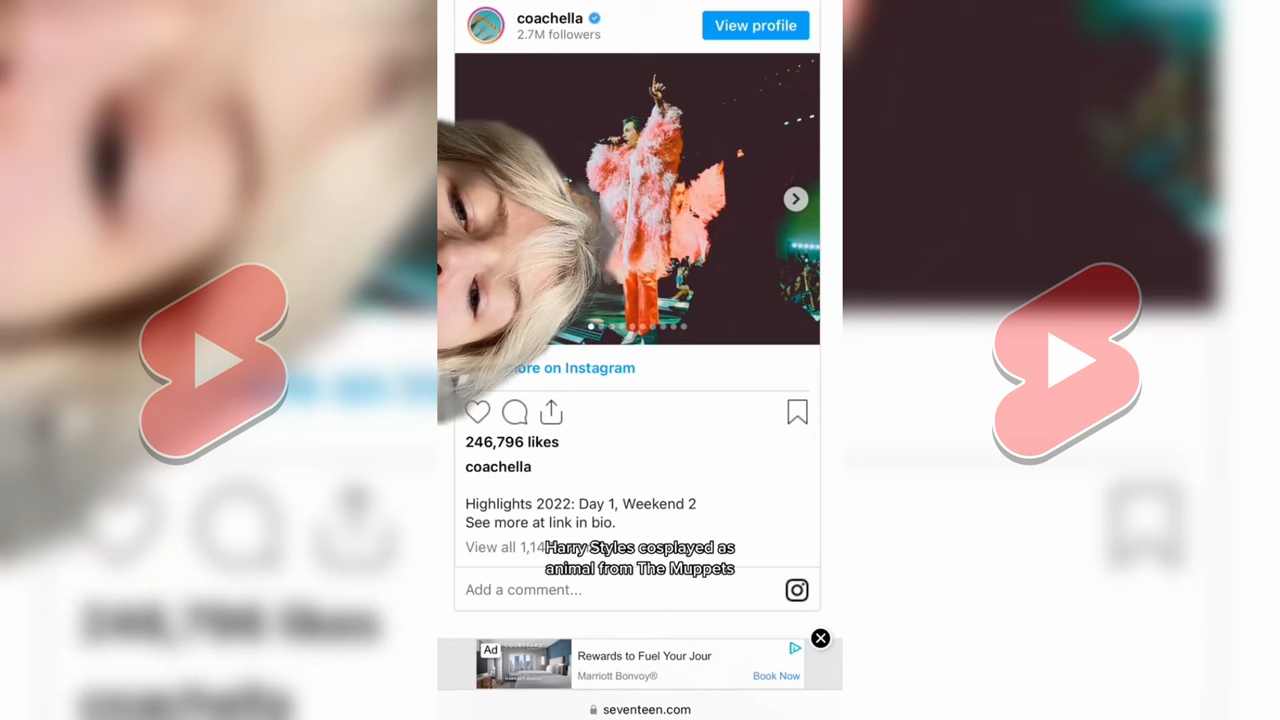 coachella
2.7M followers
View profile
ore on Instagram
246,796 likes
coachella
Highlights 2022: Day 1, Weekend 2
See more at link in bio.
View all 1,14
Harry Styles cosplayed as
animal from The Muppets
Add a comment...
Ad
COURTYARD
Rewards to Fuel Your Jour
Marriott Bonvoy®
Book Now
seventeen.com